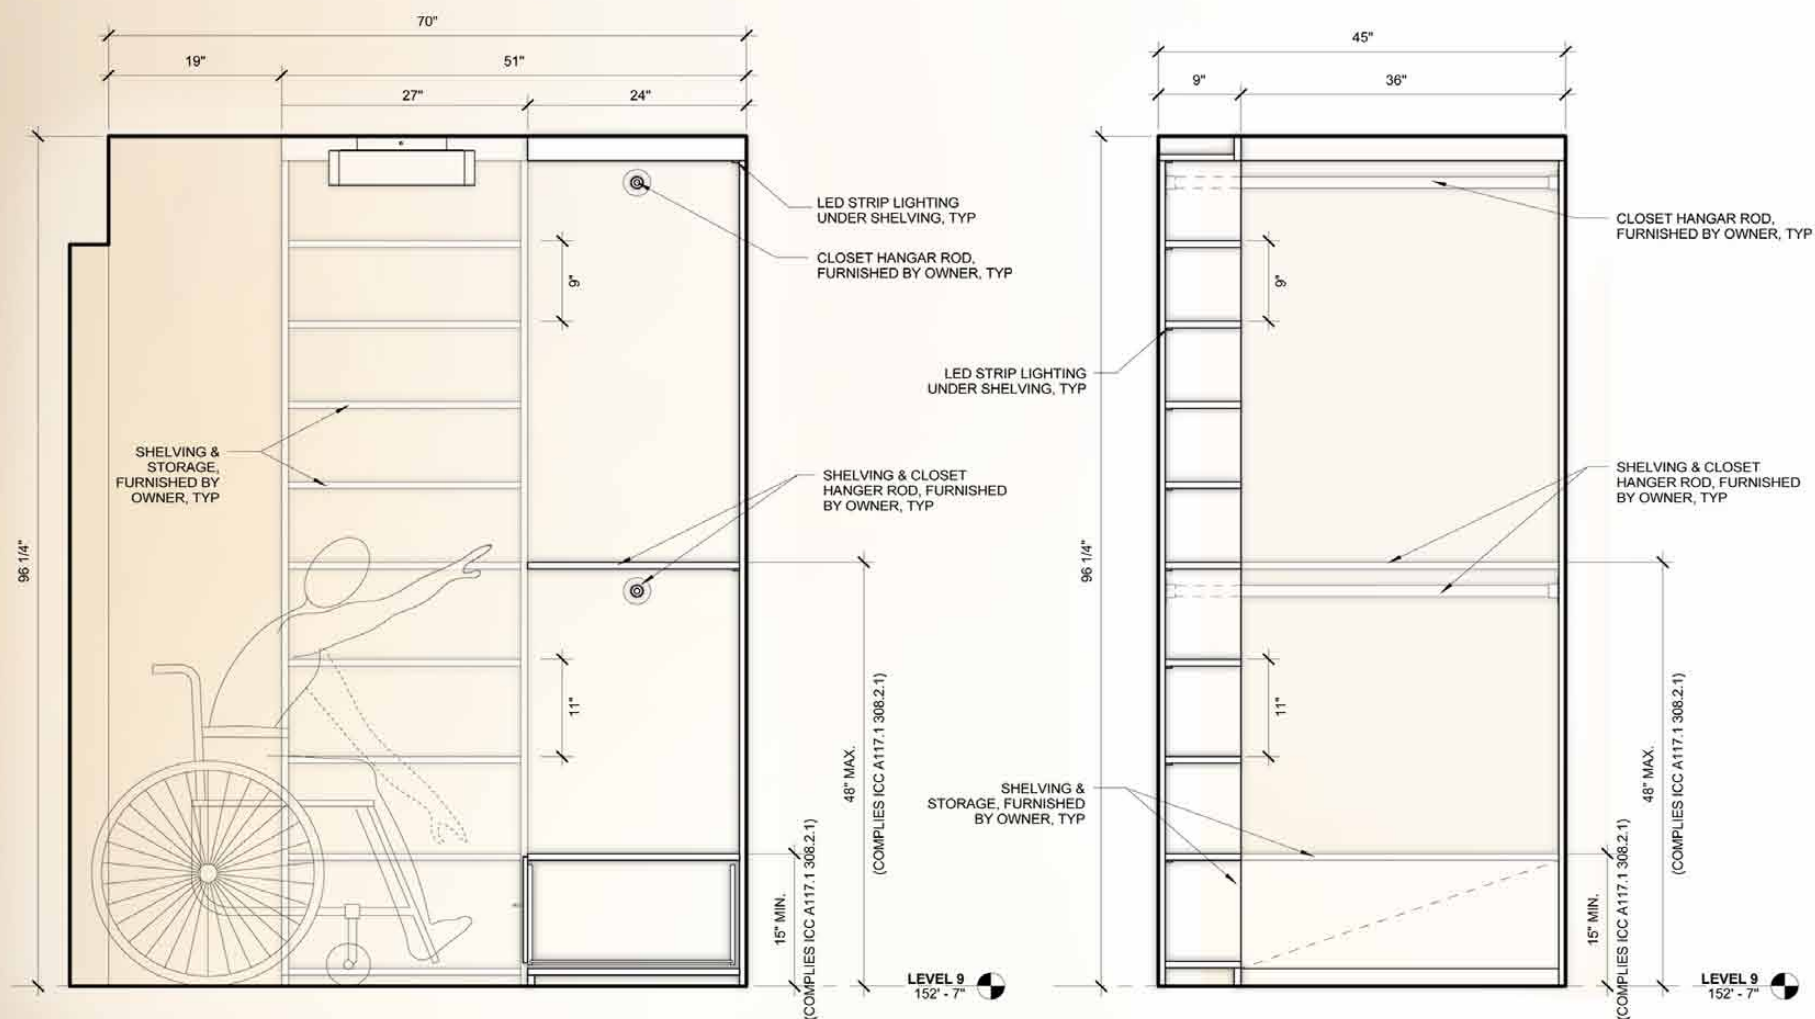 70"
19"
51"
27"
24"
96 1/4"
LED STRIP LIGHTING
UNDER SHELVING, TYP
CLOSET HANGAR ROD,
FURNISHED BY OWNER, TYP
9"
SHELVING &
STORAGE,
FURNISHED BY
OWNER, TYP
SHELVING & CLOSET
HANGER ROD, FURNISHED
BY OWNER, TYP
11"
48" MAX.
(COMPLIES ICC A117.1 308.2.1)
15" MIN.
(COMPLIES ICC A117.1 308.2.1)
LEVEL 9
152' - 7"
45"
9"
36"
96 1/4"
CLOSET HANGAR ROD,
FURNISHED BY OWNER, TYP
9"
LED STRIP LIGHTING
UNDER SHELVING, TYP
SHELVING & CLOSET
HANGER ROD, FURNISHED
BY OWNER, TYP
11"
SHELVING &
STORAGE, FURNISHED
BY OWNER, TYP
48" MAX.
(COMPLIES ICC A117.1 308.2.1)
15" MIN.
(COMPLIES ICC A117.1 308.2.1)
LEVEL 9
152' - 7"